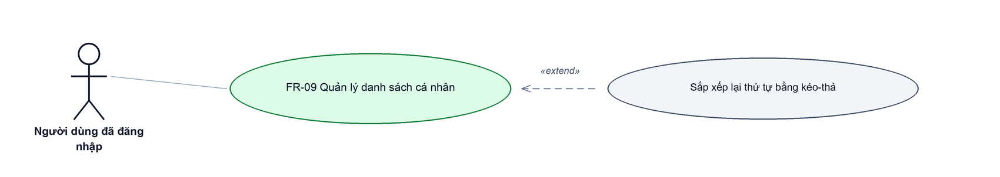 «extend»
FR-09 Quản lý danh sách cá nhân
Sắp xếp lại thứ tự bằng kéo-thả
Người dùng đã đăng
nhập